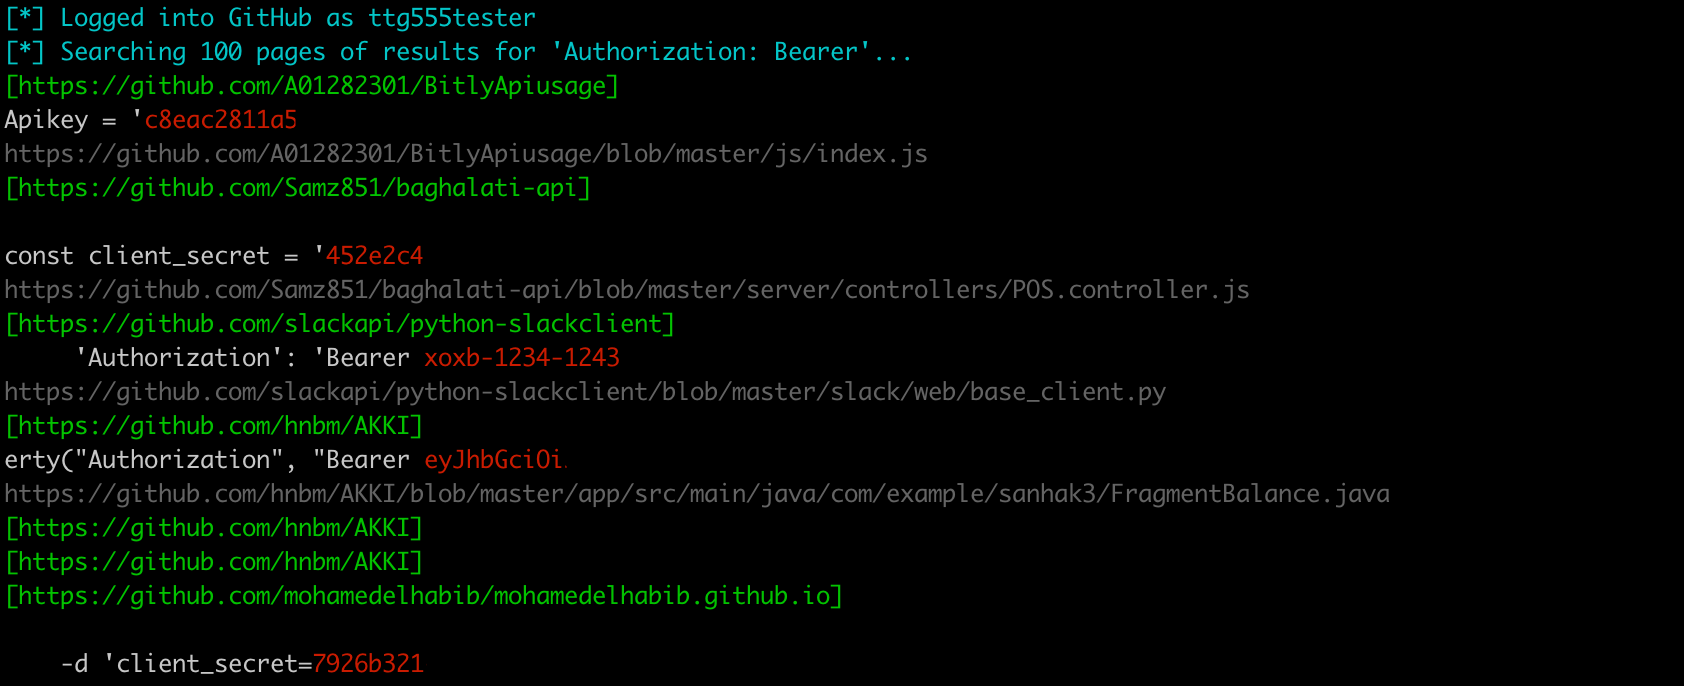 [*] Logged into GitHub as ttg555tester
[*] Searching 100 pages of results for 'Authorization: Bearer'...
[https://github.com/A01282301/BitlyApiusage]
Apikey = 'c8eac2811a5
https://github.com/A01282301/BitlyApiusage/blob/master/js/index.js
[https://github.com/Samz851/baghalati-api]
const client_secret = '452e2c4
https://github.com/Samz851/baghalati-api/blob/master/server/controllers/POS.controller.js
[https://github.com/slackapi/python-slackclient]
'Authorization': 'Bearer xoxb-1234-1243
https://github.com/slackapi/python-slackclient/blob/master/slack/web/base_client.py
[https://github.com/hnbm/AKKI]
erty("Authorization", "Bearer eyJhbGciOi
https://github.com/hnbm/AKKI/blob/master/app/src/main/java/com/example/sanhak3/FragmentBalance.java
[https://github.com/hnbm/AKKI]
[https://github.com/hnbm/AKKI]
[https://github.com/mohamedelhabib/mohamedelhabib.github.io]
-d 'client_secret=7926b321